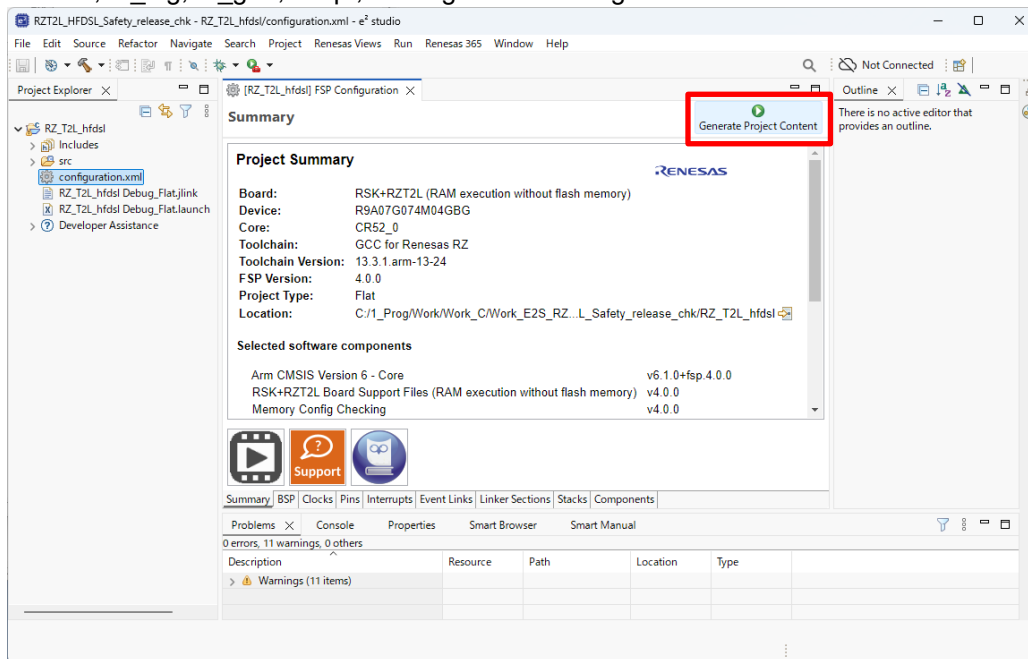 RZT2L_HFDSL_Safety_release_chk - RZ_T2L_hfdsl/configuration.xml - e² studio
File Edit Source Refactor Navigate Search Project Renesas Views Run Renesas 365 Window Help
Not Connected
Project Explorer
[RZ_T2L_hfdsl] FSP Configuration
Outline
Summary
Generate Project Content
There is no active editor that
provides an outline.
RZ_T2L_hfdsl
Includes
src
configuration.xml
RZ_T2L_hfdsl Debug_Flat.jlink
RZ_T2L_hfdsl Debug_Flat.launch
Developer Assistance
Project Summary
RENESAS
Board: RSK+RZT2L (RAM execution without flash memory)
Device: R9A07G074M04GBG
Core: CR52_0
Toolchain: GCC for Renesas RZ
Toolchain Version: 13.3.1.arm-13-24
FSP Version: 4.0.0
Project Type: Flat
Location: C:/1_Prog/Work/Work_C/Work_E2S_RZ...L_Safety_release_chk/RZ_T2L_hfdsl
Selected software components
Arm CMSIS Version 6 - Core v6.1.0+fsp.4.0.0
RSK+RZT2L Board Support Files (RAM execution without flash memory) v4.0.0
Memory Config Checking v4.0.0
Support
Summary BSP Clocks Pins Interrupts Event Links Linker Sections Stacks Components
Problems Console Properties Smart Browser Smart Manual
0 errors, 11 warnings, 0 others
Description Resource Path Location Type
Warnings (11 items)